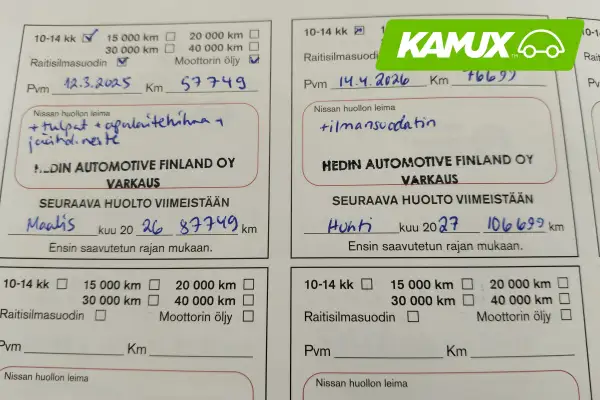 KAMUX
10-14 kk 15 000 km 20 000 km
30 000 km 40 000 km
Raitisilmasuodin Moottorin öljy
Pvm 12.3.2025 Km 57749
Nissan huollon leima
+ tulpat + apulaitehihna +
jarrunneste
HEDIN AUTOMOTIVE FINLAND OY
VARKAUS
SEURAAVA HUOLTO VIIMEISTÄÄN
Maalis kuu 20 26 87749 km
Ensin saavutetun rajan mukaan.
10-14 kk
Pvm 14.4.2026 Km 76699
Nissan huollon leima
+ilmansuodatin
HEDIN AUTOMOTIVE FINLAND OY
VARKAUS
SEURAAVA HUOLTO VIIMEISTÄÄN
Huhti kuu 20 27 106699 km
Ensin saavutetun rajan mukaan.
10-14 kk 15 000 km 20 000 km
30 000 km 40 000 km
Raitisilmasuodin Moottorin öljy
Pvm Km
Nissan huollon leima
10-14 kk 15 000 km 20 000 km
30 000 km 40 000 km
Raitisilmasuodin Moottorin öljy
Pvm Km
Nissan huollon leima